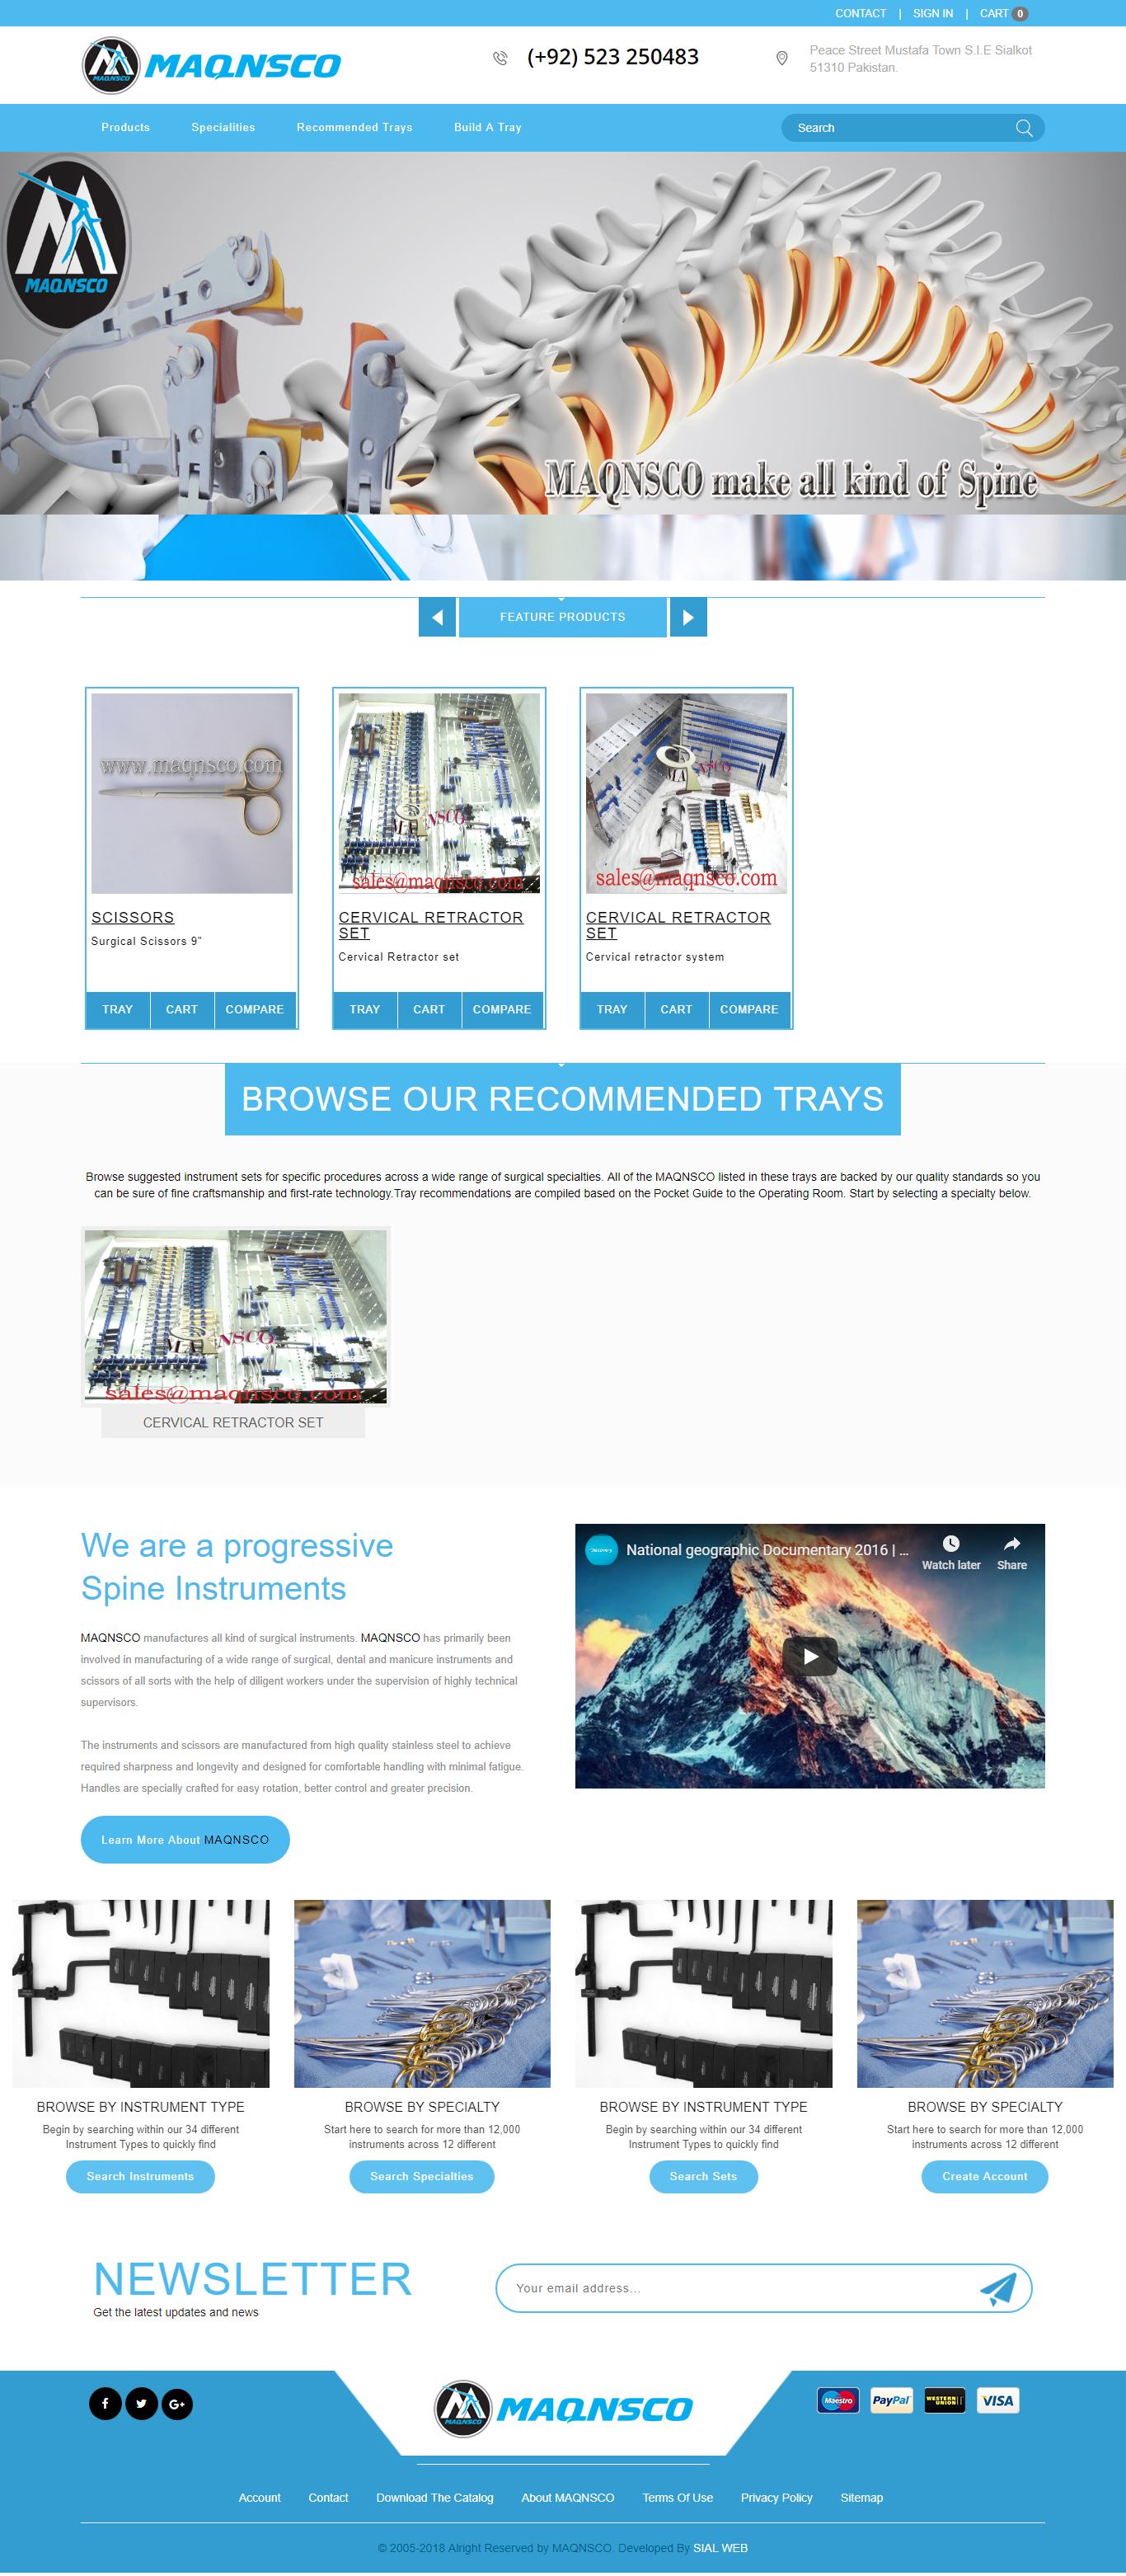 CONTACT | SIGN IN | CART 0
MAQNSCO
MAQNSCO
(+92) 523 250483
Peace Street Mustafa Town S.I.E Sialkot
51310 Pakistan.
Products Specialities Recommended Trays Build A Tray
Search
MAQNSCO
MAQNSCO make all kind of Spine
FEATURE PRODUCTS
www.maqnsco.com
SCISSORS
Surgical Scissors 9"
TRAY CART COMPARE
MAQNSCO
sales@maqnsco.com
CERVICAL RETRACTOR
SET
Cervical Retractor set
TRAY CART COMPARE
MAQNSCO
sales@maqnsco.com
CERVICAL RETRACTOR
SET
Cervical retractor system
TRAY CART COMPARE
BROWSE OUR RECOMMENDED TRAYS
Browse suggested instrument sets for specific procedures across a wide range of surgical specialties. All of the MAQNSCO listed in these trays are backed by our quality standards so you
can be sure of fine craftsmanship and first-rate technology.Tray recommendations are compiled based on the Pocket Guide to the Operating Room. Start by selecting a specialty below.
MAQNSCO
sales@maqnsco.com
CERVICAL RETRACTOR SET
We are a progressive
Spine Instruments
MAQNSCO manufactures all kind of surgical instruments. MAQNSCO has primarily been
involved in manufacturing of a wide range of surgical, dental and manicure instruments and
scissors of all sorts with the help of diligent workers under the supervision of highly technical
supervisors.
The instruments and scissors are manufactured from high quality stainless steel to achieve
required sharpness and longevity and designed for comfortable handling with minimal fatigue.
Handles are specially crafted for easy rotation, better control and greater precision.
Learn More About MAQNSCO
Discovery
National geographic Documentary 2016 | ...
Watch later
Share
BROWSE BY INSTRUMENT TYPE
Begin by searching within our 34 different
Instrument Types to quickly find
Search Instruments
BROWSE BY SPECIALTY
Start here to search for more than 12,000
instruments across 12 different
Search Specialties
BROWSE BY INSTRUMENT TYPE
Begin by searching within our 34 different
Instrument Types to quickly find
Search Sets
BROWSE BY SPECIALTY
Start here to search for more than 12,000
instruments across 12 different
Create Account
NEWSLETTER
Get the latest updates and news
Your email address...
MAQNSCO
MAQNSCO
Maestro
PayPal
WESTERN UNION
VISA
Account Contact Download The Catalog About MAQNSCO Terms Of Use Privacy Policy Sitemap
© 2005-2018 Alright Reserved by MAQNSCO. Developed By SIAL WEB